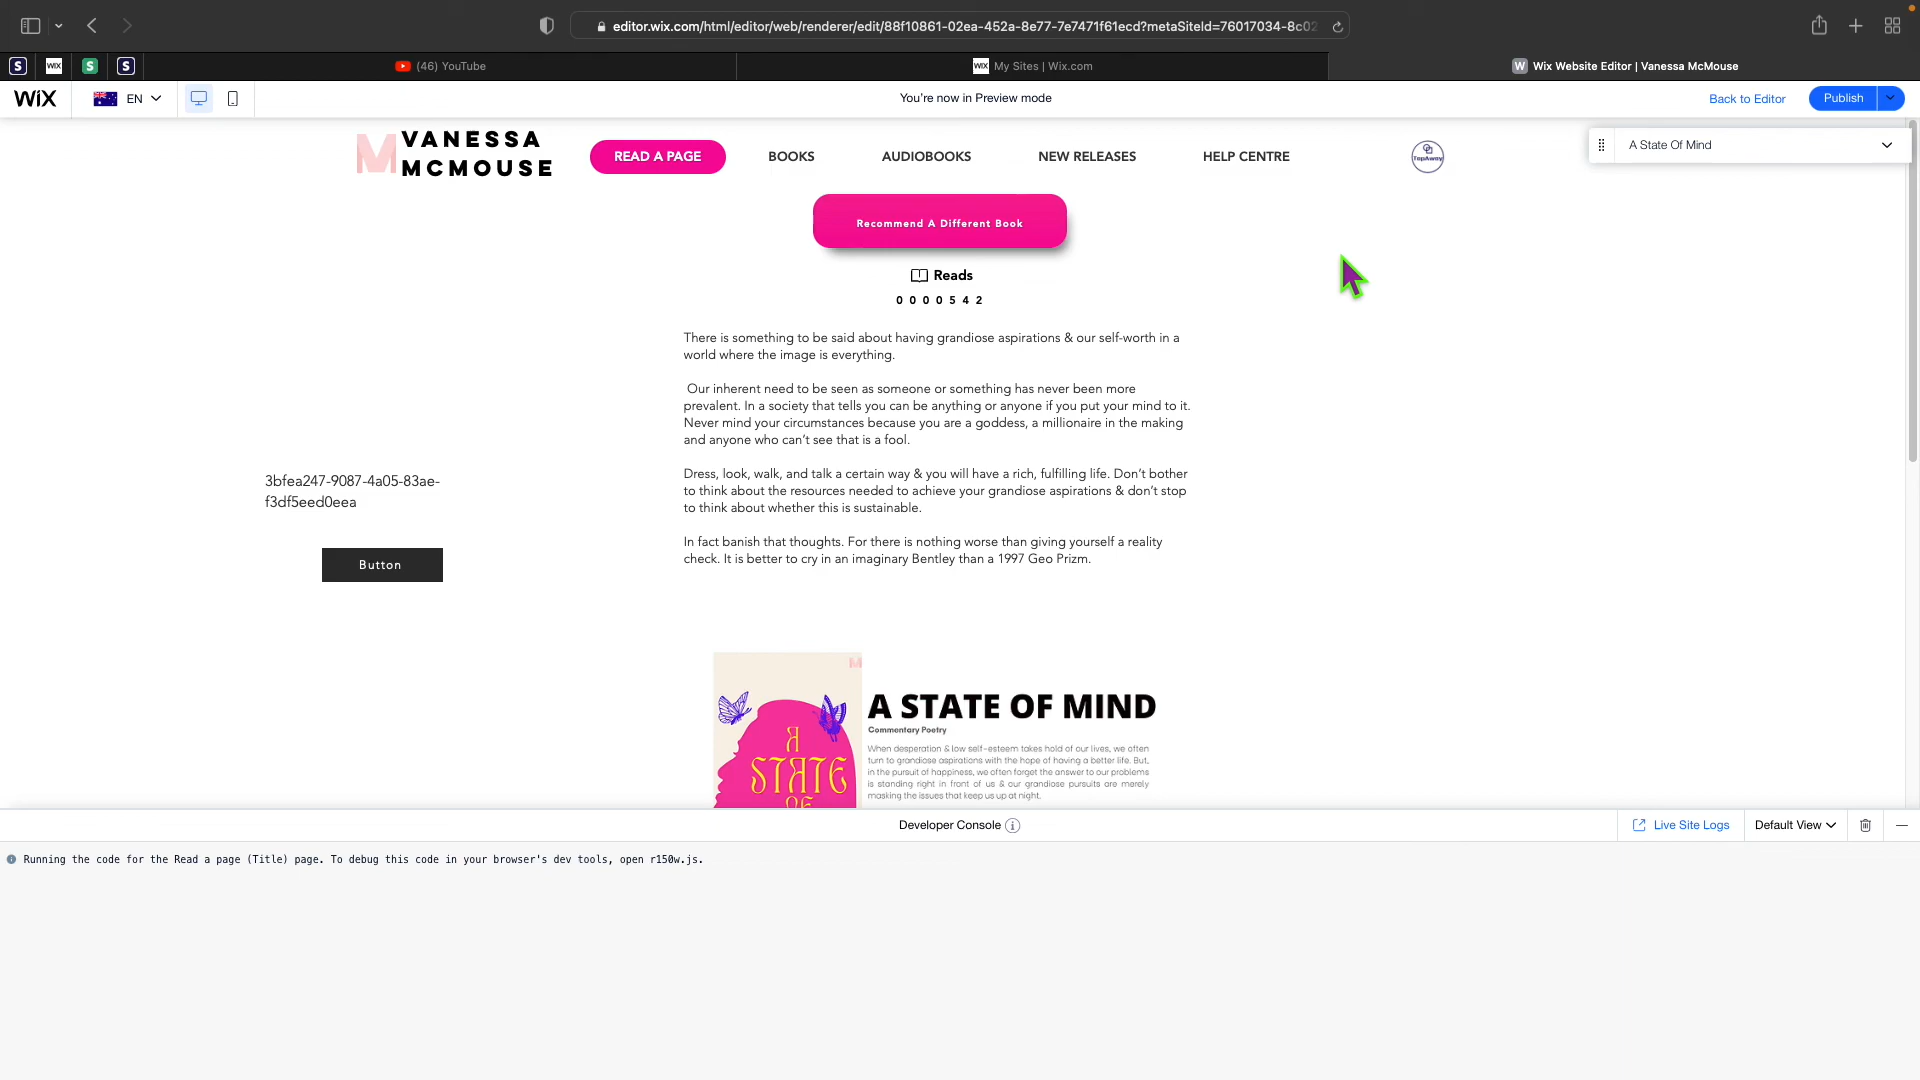 editor.wix.com/html/editor/web/renderer/edit/88f10861-02ea-452a-8e77-7e7471f61ecd?metaSiteId=76017034-8c02
S
WIX
S
S
(46) YouTube
WIX My Sites | Wix.com
W Wix Website Editor | Vanessa McMouse
WiX
EN
You're now in Preview mode
Back to Editor
Publish
M VANESSA
MCMOUSE
READ A PAGE
BOOKS
AUDIOBOOKS
NEW RELEASES
HELP CENTRE
TapAway
A State Of Mind
Recommend A Different Book
Reads
0 0 0 0 5 4 2
There is something to be said about having grandiose aspirations & our self-worth in a
world where the image is everything.
Our inherent need to be seen as someone or something has never been more
prevalent. In a society that tells you can be anything or anyone if you put your mind to it.
Never mind your circumstances because you are a goddess, a millionaire in the making
and anyone who can't see that is a fool.
Dress, look, walk, and talk a certain way & you will have a rich, fulfilling life. Don't bother
to think about the resources needed to achieve your grandiose aspirations & don't stop
to think about whether this is sustainable.
In fact banish that thoughts. For there is nothing worse than giving yourself a reality
check. It is better to cry in an imaginary Bentley than a 1997 Geo Prizm.
3bfea247-9087-4a05-83ae-
f3df5eed0eea
Button
M
A
STATE
OF
A STATE OF MIND
Commentary Poetry
When desperation & low self-esteem takes hold of our lives, we often
turn to grandiose aspirations with the hope of having a better life. But,
in the pursuit of happiness, we often forget the answer to our problems
is standing right in front of us & our grandiose pursuits are merely
masking the issues that keep us up at night.
Developer Console
Live Site Logs
Default View
Running the code for the Read a page (Title) page. To debug this code in your browser's dev tools, open r150w.js.